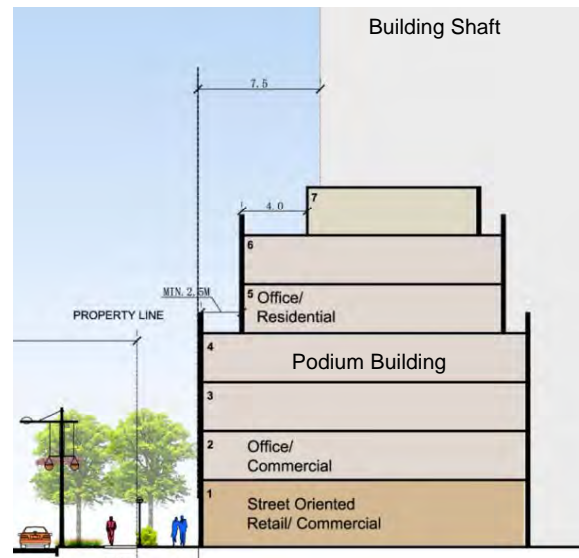 Building Shaft
7.5
7
4.0
6
MIN. 2.5M
5 Office/
Residential
PROPERTY LINE
4
Podium Building
3
2 Office/
Commercial
1
Street Oriented
Retail/ Commercial